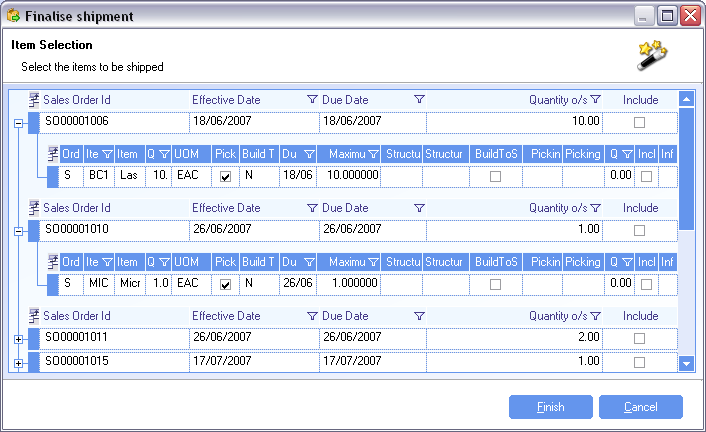 Finalise shipment
Item Selection
Select the items to be shipped
Sales Order Id Effective Date Due Date Quantity o/s Include
SO00001006 18/06/2007 18/06/2007 10.00
Ord Ite Item Q UOM Pick Build T Du Maximu Structu Structur BuildToS Pickin Picking Q Incl Inf
S BC1 Las 10. EAC N 18/06 10.000000 0.00
Sales Order Id Effective Date Due Date Quantity o/s Include
SO00001010 26/06/2007 26/06/2007 1.00
Ord Ite Item Q UOM Pick Build T Du Maximu Structu Structur BuildToS Pickin Picking Q Incl Inf
S MIC Micr 1.0 EAC N 26/06 1.000000 0.00
Sales Order Id Effective Date Due Date Quantity o/s Include
SO00001011 26/06/2007 26/06/2007 2.00
SO00001015 17/07/2007 17/07/2007 1.00
Finish Cancel